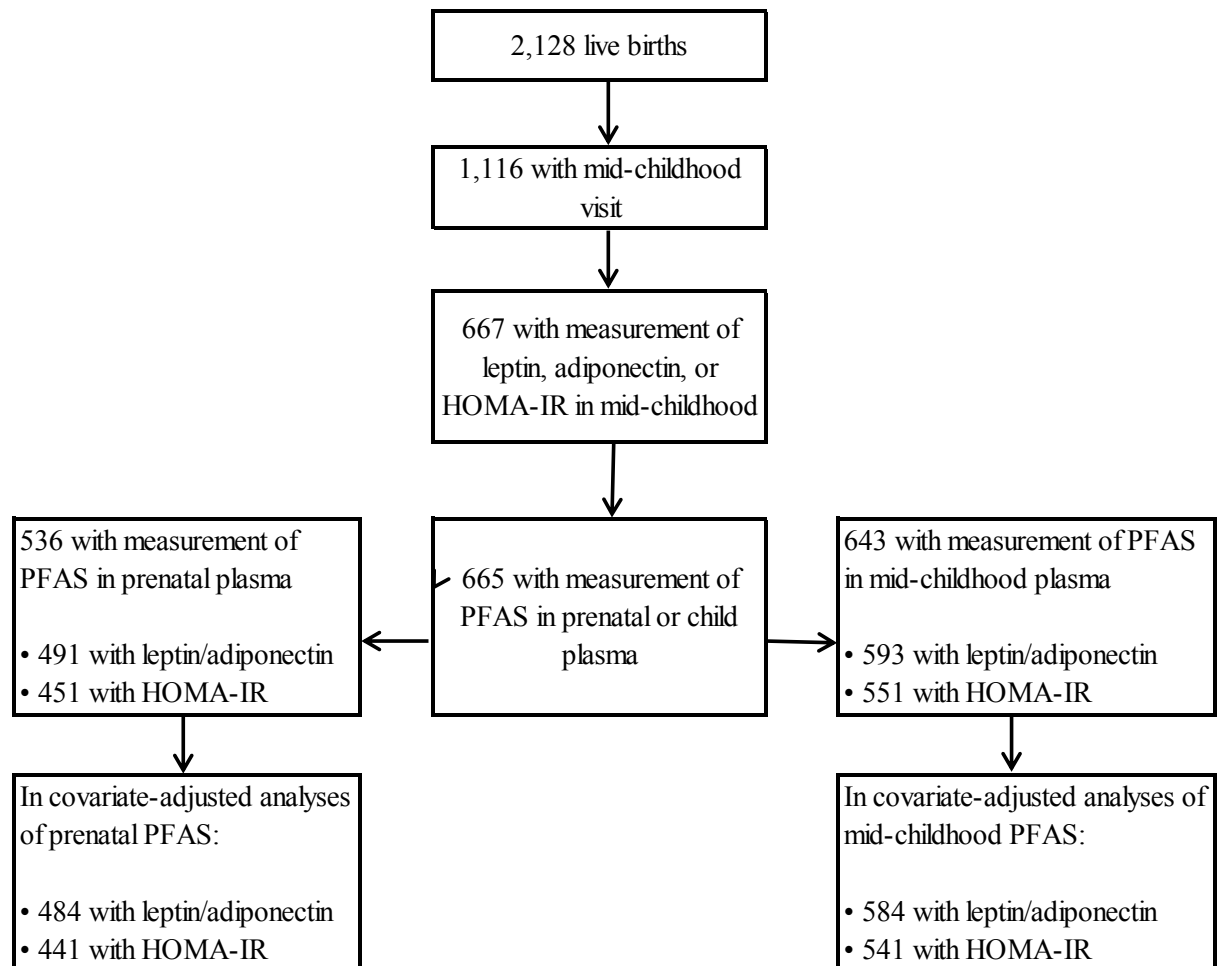 2,128 live births
1,116 with mid-childhood
visit
667 with measurement of
leptin, adiponectin, or
HOMA-IR in mid-childhood
536 with measurement of
PFAS in prenatal plasma
• 491 with leptin/adiponectin
• 451 with HOMA-IR
665 with measurement of
PFAS in prenatal or child
plasma
643 with measurement of PFAS
in mid-childhood plasma
• 593 with leptin/adiponectin
• 551 with HOMA-IR
In covariate-adjusted analyses
of prenatal PFAS:
• 484 with leptin/adiponectin
• 441 with HOMA-IR
In covariate-adjusted analyses of
mid-childhood PFAS:
• 584 with leptin/adiponectin
• 541 with HOMA-IR